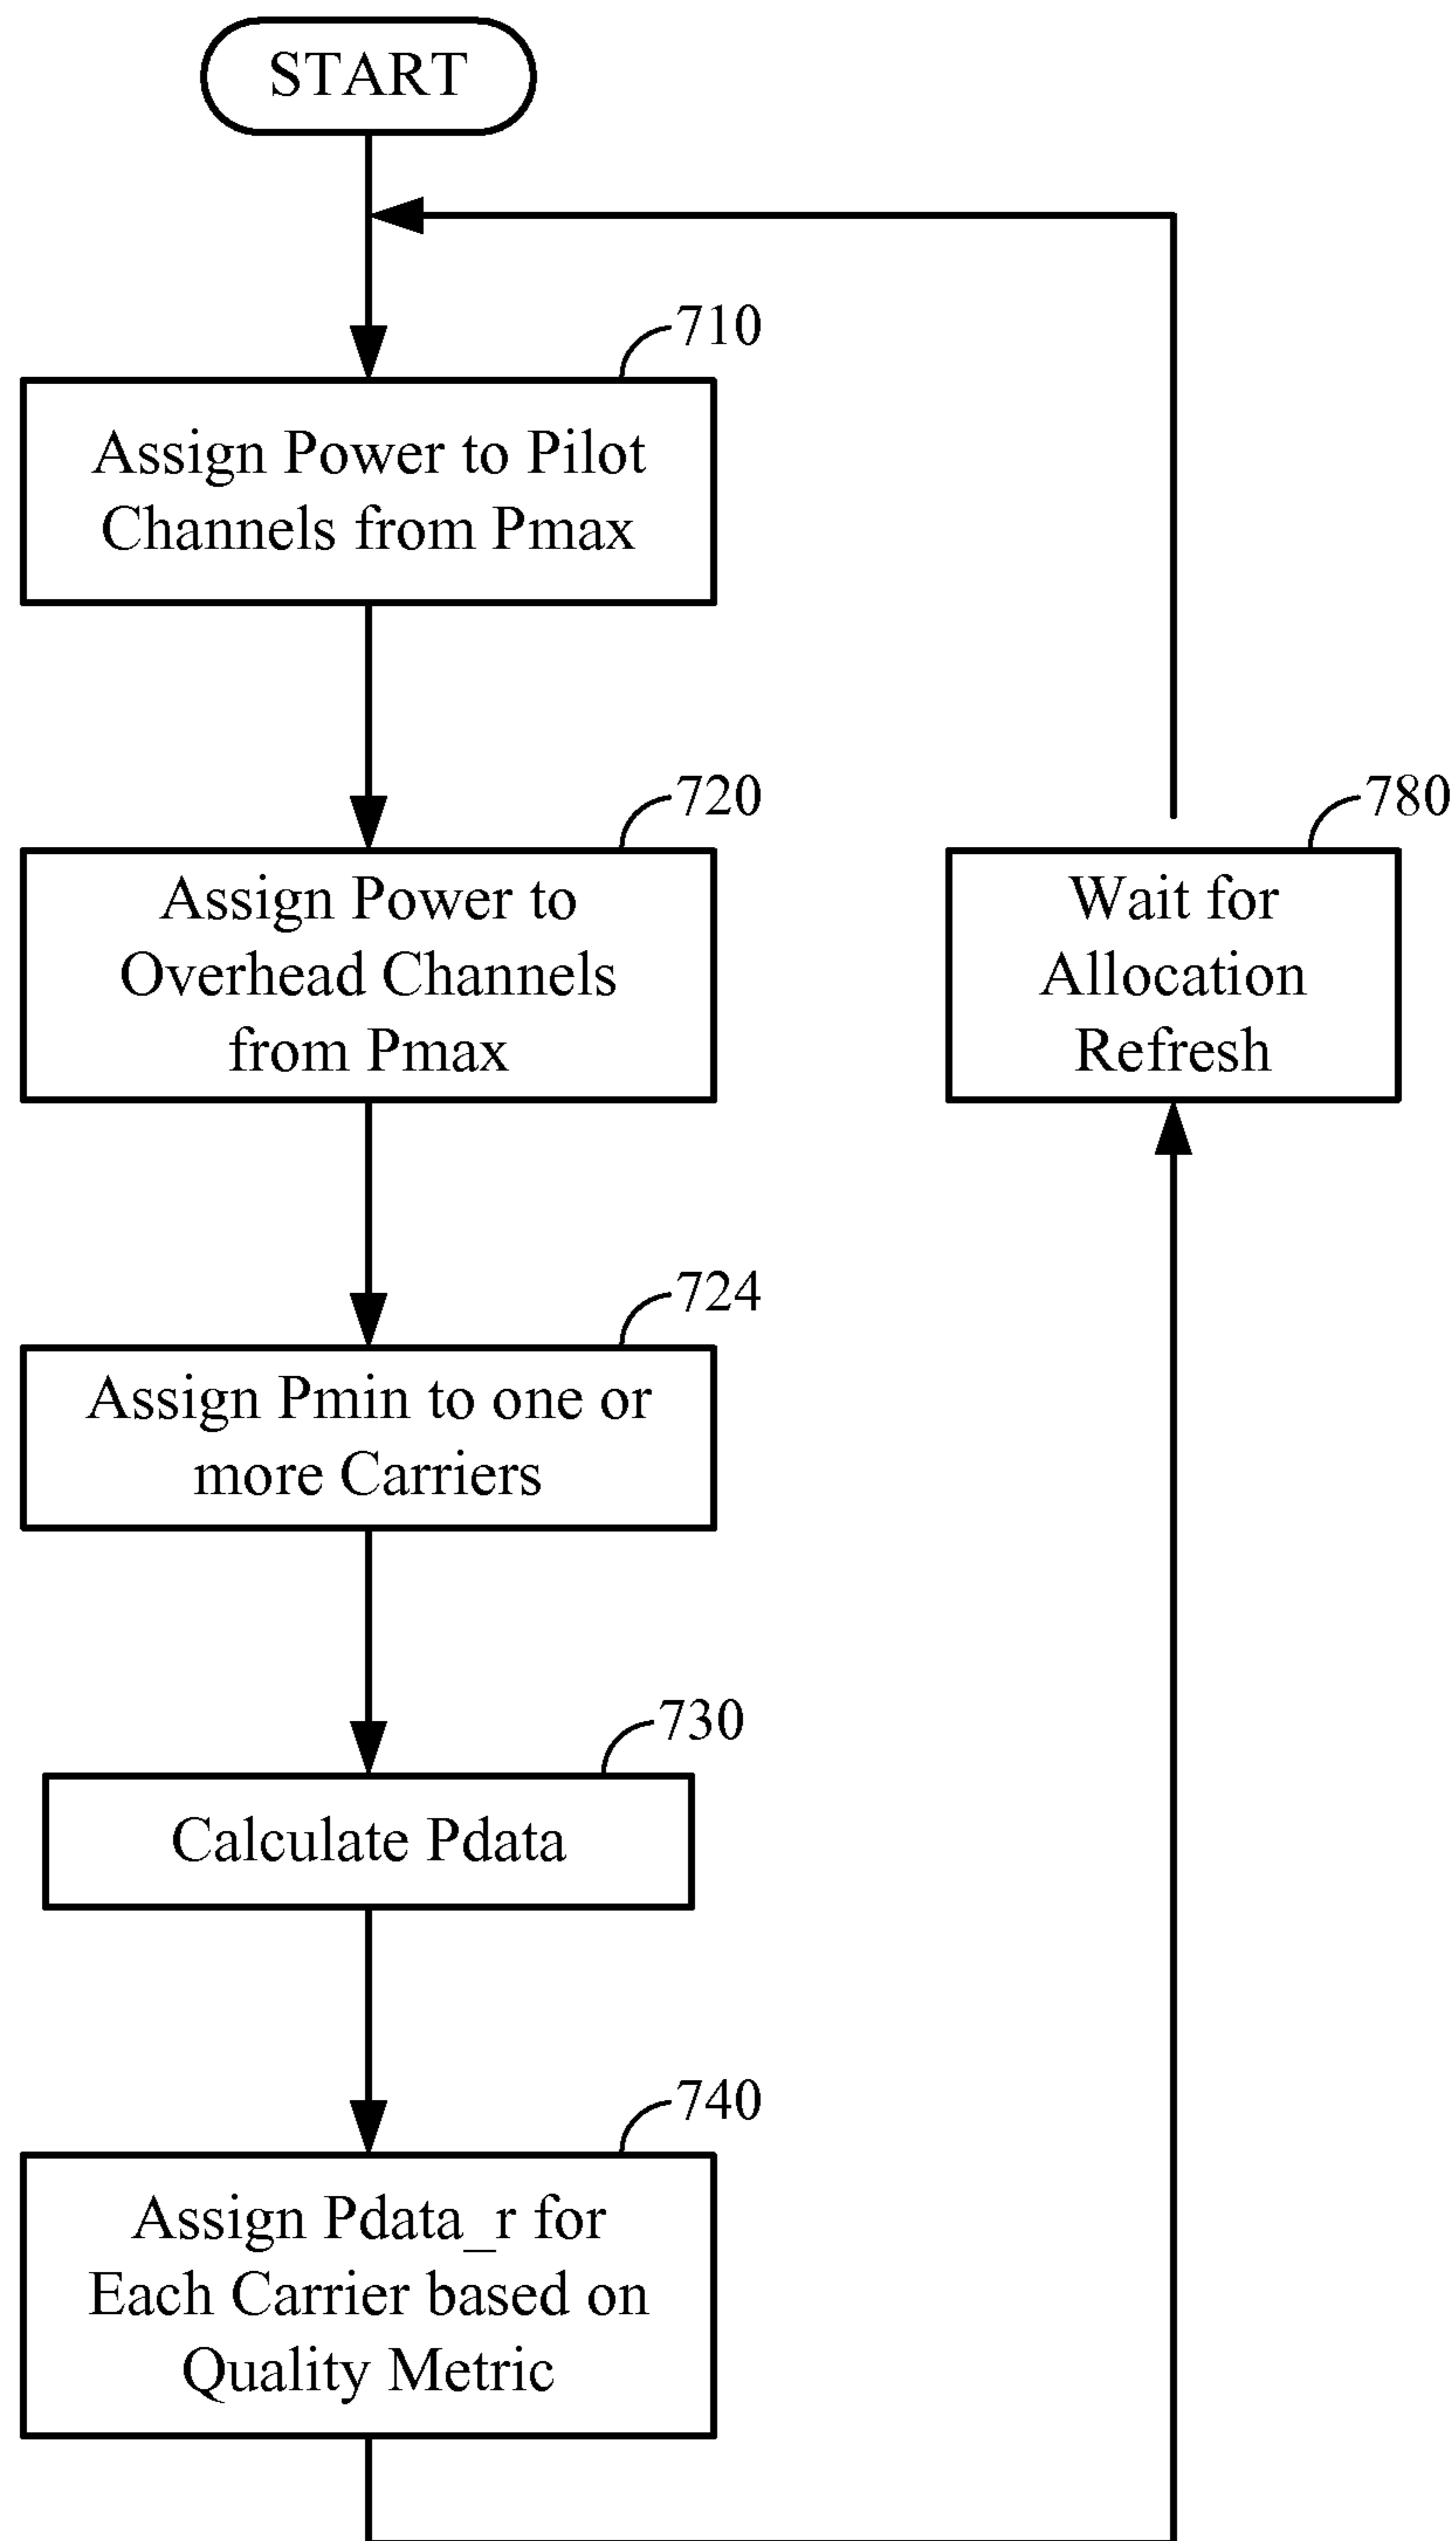 START
710
Assign Power to Pilot
Channels from Pmax
720
Assign Power to
Overhead Channels
from Pmax
780
Wait for
Allocation
Refresh
724
Assign Pmin to one or
more Carriers
730
Calculate Pdata
740
Assign Pdata_r for
Each Carrier based on
Quality Metric